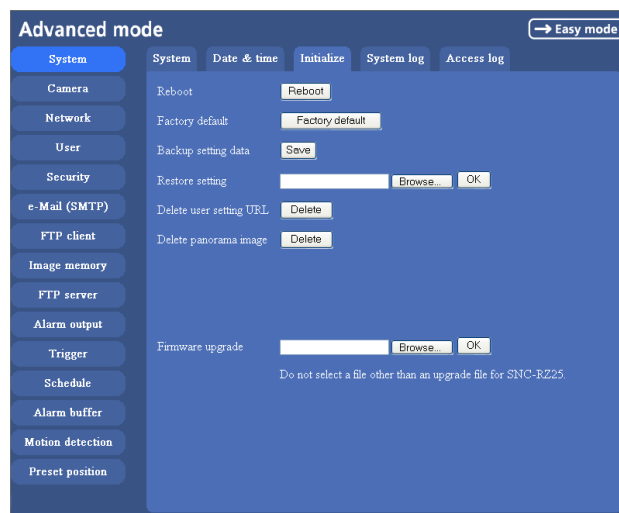 Advanced mode
→ Easy mode
System
Camera
Network
User
Security
e-Mail (SMTP)
FTP client
Image memory
FTP server
Alarm output
Trigger
Schedule
Alarm buffer
Motion detection
Preset position
System Date & time Initialize System log Access log
Reboot Reboot
Factory default Factory default
Backup setting data Save
Restore setting Browse... OK
Delete user setting URL Delete
Delete panorama image Delete
Firmware upgrade Browse... OK
Do not select a file other than an upgrade file for SNC-RZ25.